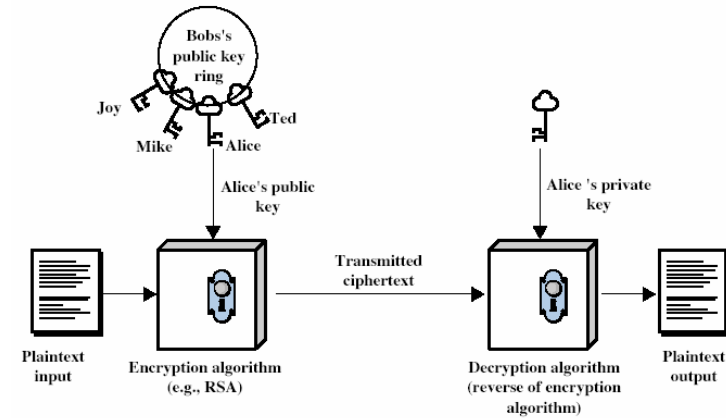 Bobs's
public key
ring
Joy
Mike
Alice
Ted
Alice's public
key
Alice 's private
key
Transmitted
ciphertext
Plaintext
input
Encryption algorithm
(e.g., RSA)
Decryption algorithm
(reverse of encryption
algorithm)
Plaintext
output